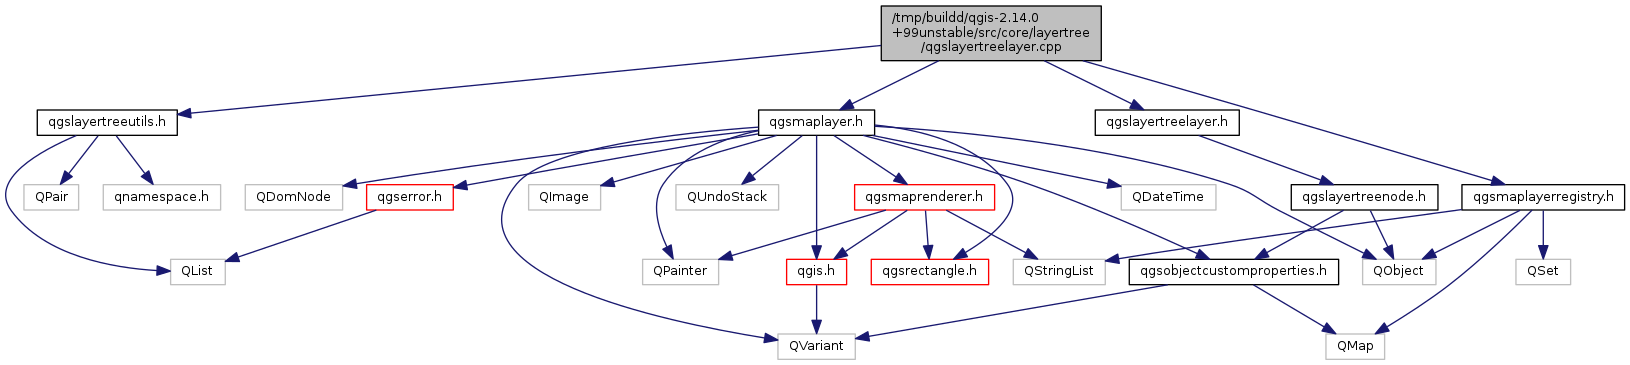 /tmp/buildd/qgis-2.14.0
+99unstable/src/core/layertree
/qgslayertreelayer.cpp
qgslayertreeutils.h
qgsmaplayer.h
qgslayertreelayer.h
QPair
qnamespace.h
QDomNode
qgserror.h
QImage
QUndoStack
qgsmaprenderer.h
QDateTime
qgslayertreenode.h
qgsmaplayerregistry.h
QList
QPainter
qgis.h
qgsrectangle.h
QStringList
qgsobjectcustomproperties.h
QObject
QSet
QVariant
QMap